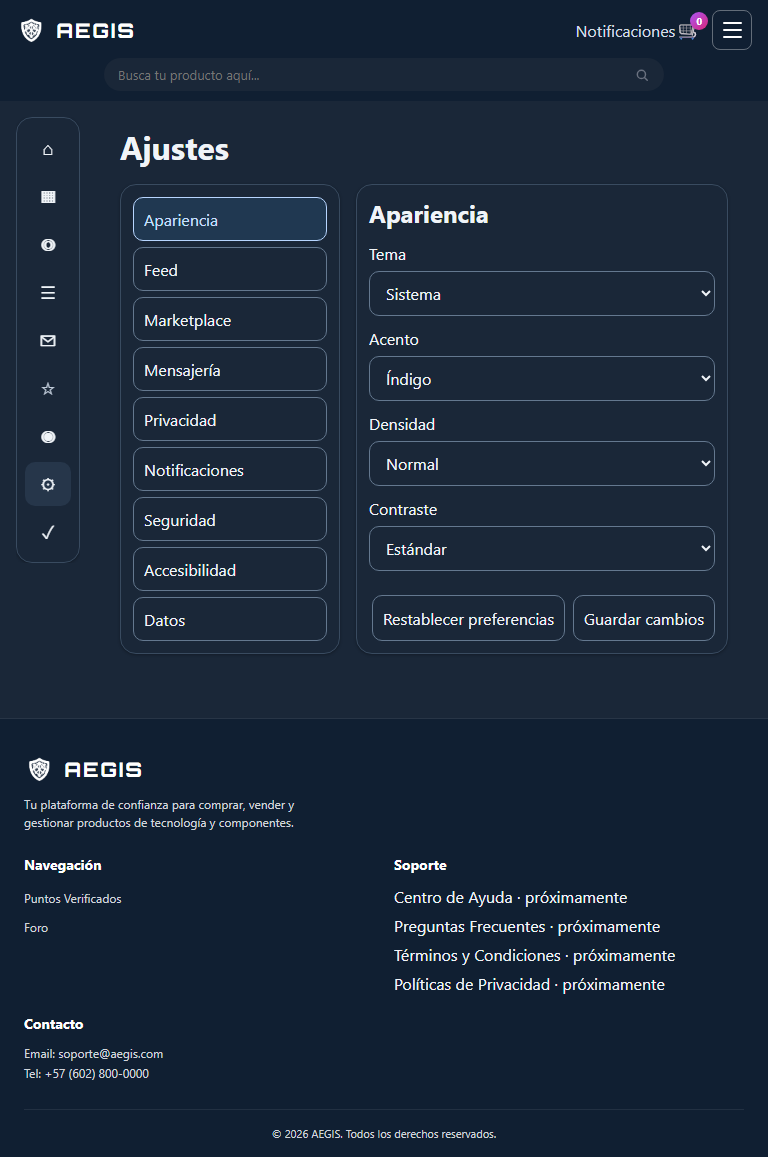 AEGIS
Notificaciones
0
Busca tu producto aquí...
Ajustes
Apariencia
Feed
Marketplace
Mensajería
Privacidad
Notificaciones
Seguridad
Accesibilidad
Datos
Apariencia
Tema
Sistema
Acento
Índigo
Densidad
Normal
Contraste
Estándar
Restablecer preferencias
Guardar cambios
AEGIS
Tu plataforma de confianza para comprar, vender y
gestionar productos de tecnología y componentes.
Navegación
Puntos Verificados
Foro
Soporte
Centro de Ayuda · próximamente
Preguntas Frecuentes · próximamente
Términos y Condiciones · próximamente
Políticas de Privacidad · próximamente
Contacto
Email: soporte@aegis.com
Tel: +57 (602) 800-0000
© 2026 AEGIS. Todos los derechos reservados.